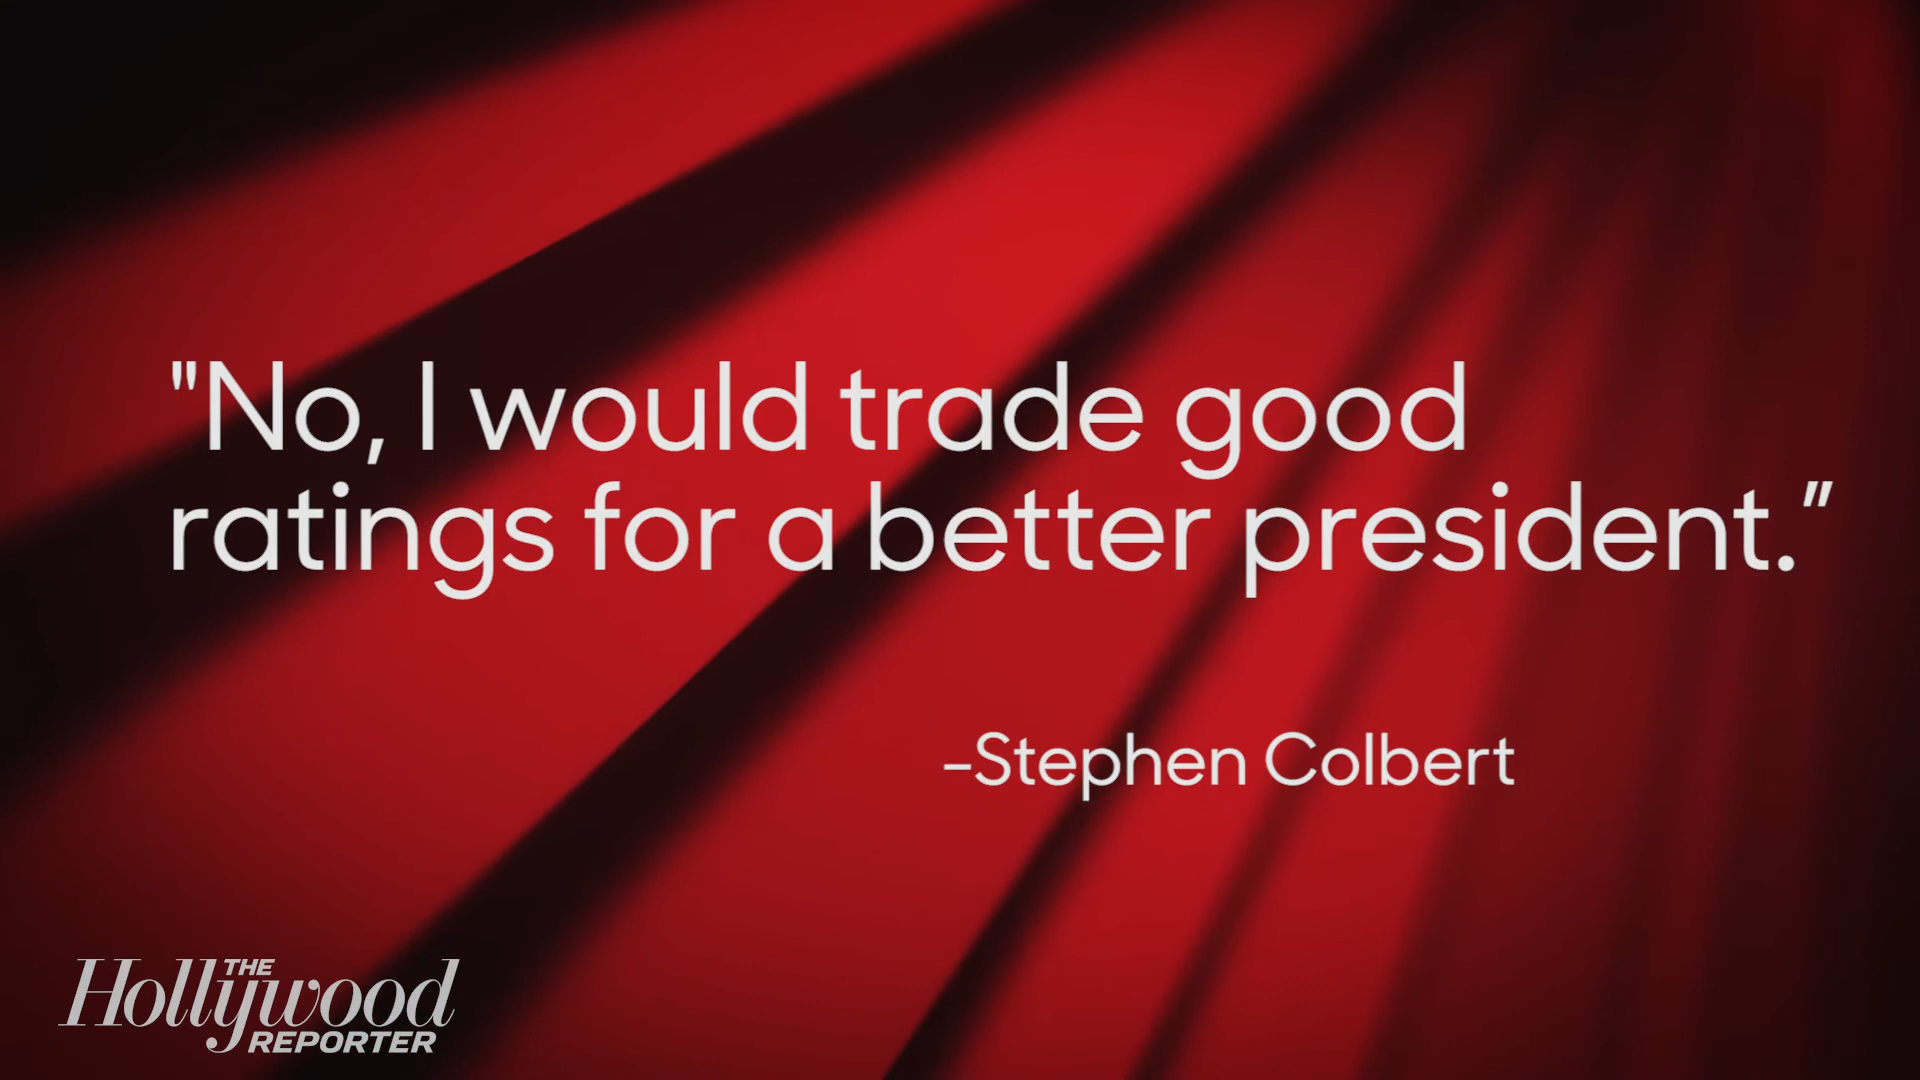 "No, I would trade good
ratings for a better president.”
–Stephen Colbert
THE
Hollywood
REPORTER